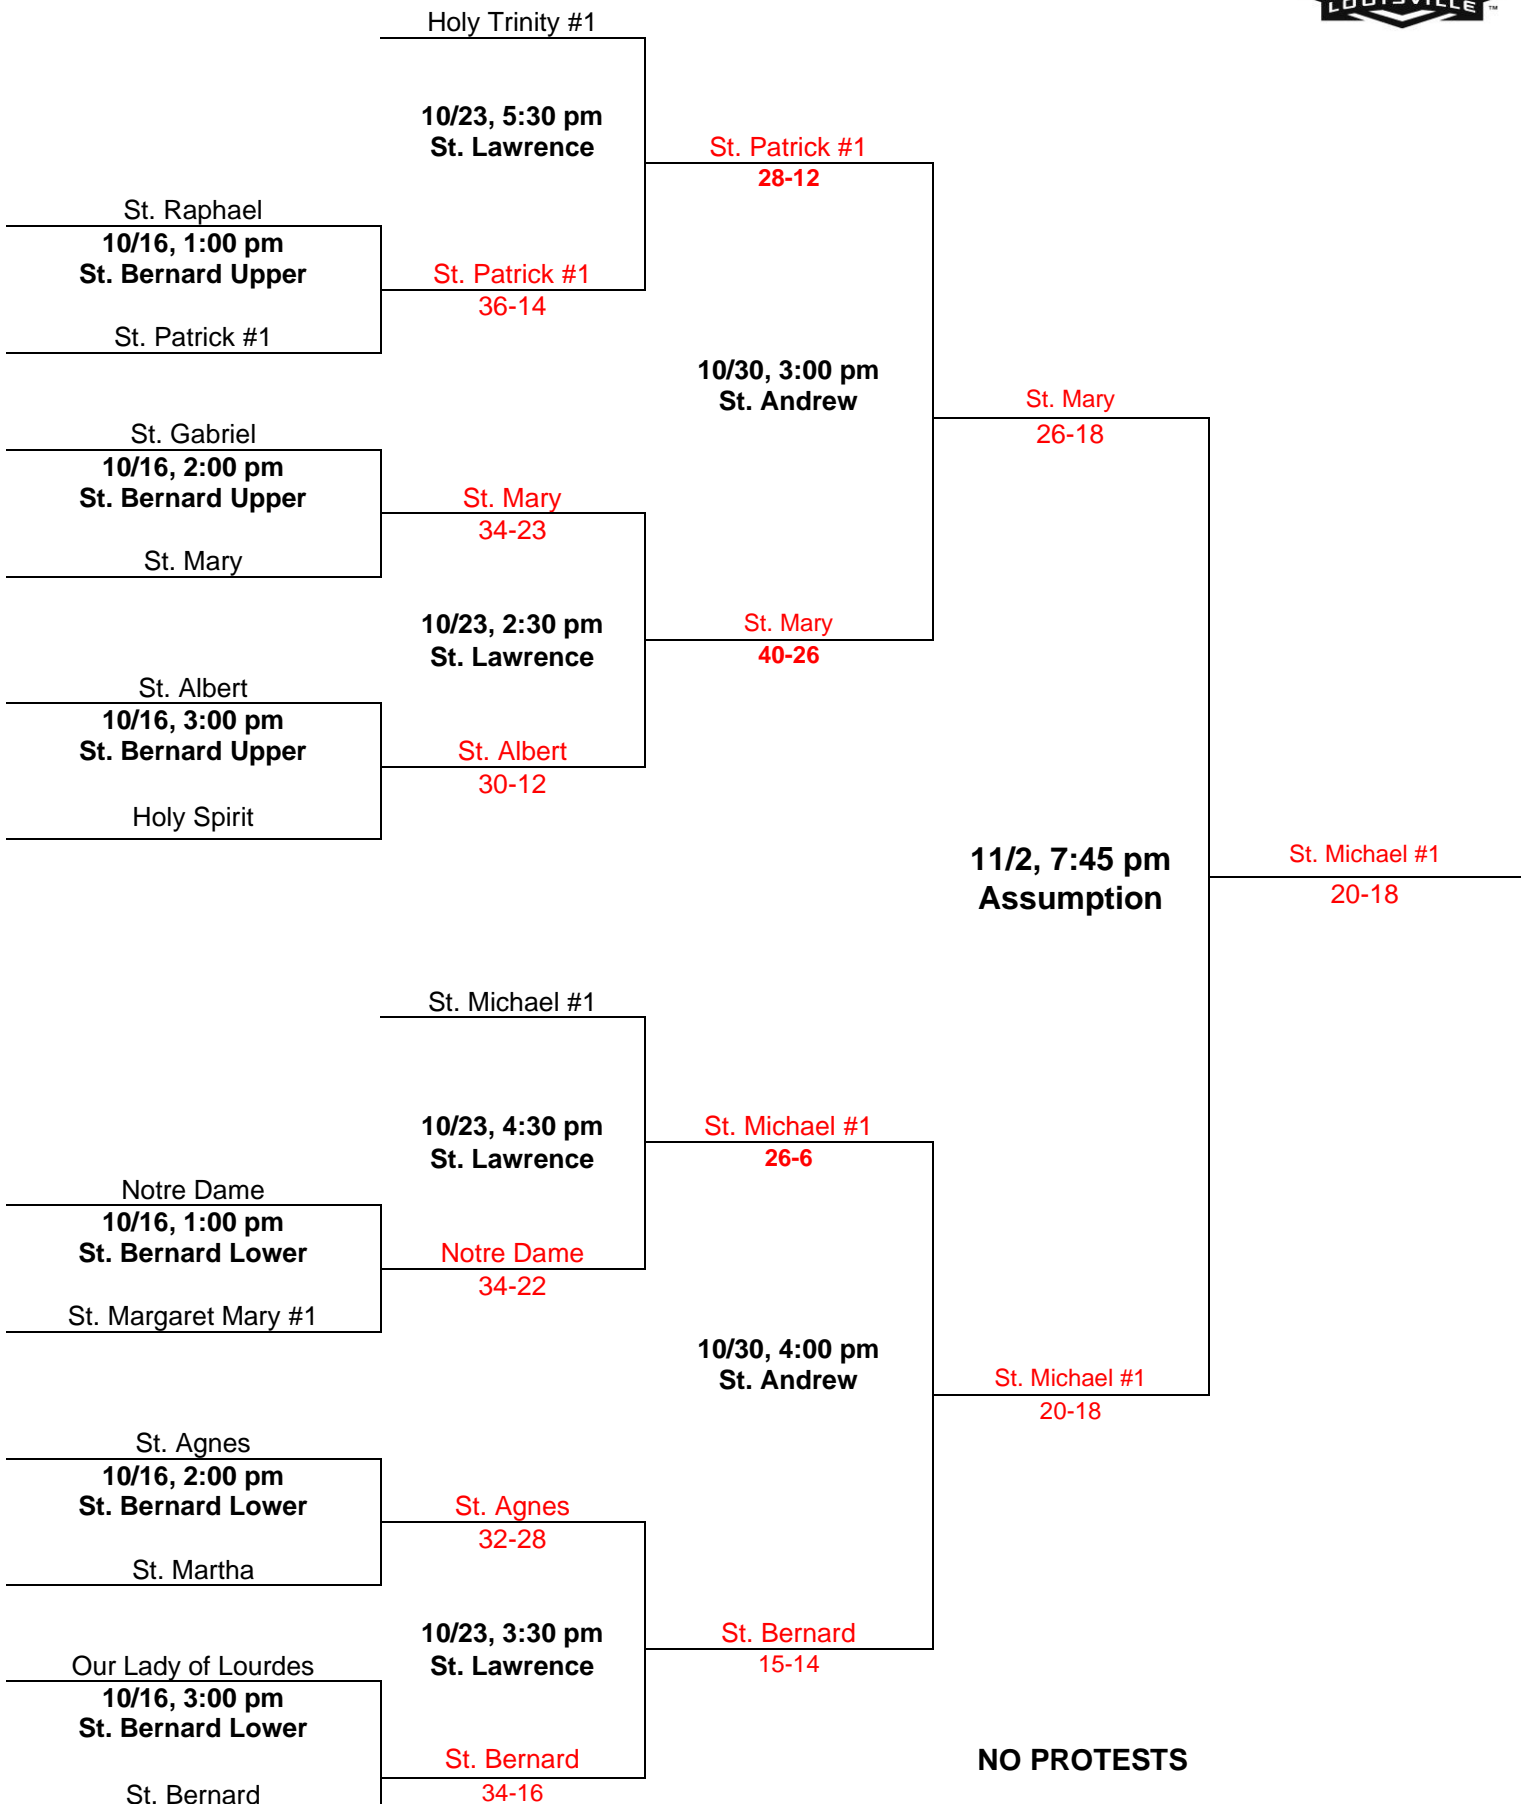 LOUISVILLE ™
Holy Trinity #1
10/23, 5:30 pm
St. Lawrence
St. Patrick #1
28-12
St. Raphael
10/16, 1:00 pm
St. Bernard Upper
St. Patrick #1
36-14
St. Patrick #1
10/30, 3:00 pm
St. Andrew
St. Mary
26-18
St. Gabriel
10/16, 2:00 pm
St. Bernard Upper
St. Mary
34-23
St. Mary
10/23, 2:30 pm
St. Lawrence
St. Mary
40-26
St. Albert
10/16, 3:00 pm
St. Bernard Upper
St. Albert
30-12
Holy Spirit
11/2, 7:45 pm
Assumption
St. Michael #1
20-18
St. Michael #1
10/23, 4:30 pm
St. Lawrence
St. Michael #1
26-6
Notre Dame
10/16, 1:00 pm
St. Bernard Lower
Notre Dame
34-22
St. Margaret Mary #1
10/30, 4:00 pm
St. Andrew
St. Michael #1
20-18
St. Agnes
10/16, 2:00 pm
St. Bernard Lower
St. Agnes
32-28
St. Martha
10/23, 3:30 pm
St. Lawrence
St. Bernard
15-14
Our Lady of Lourdes
10/16, 3:00 pm
St. Bernard Lower
St. Bernard
34-16
St. Bernard
NO PROTESTS